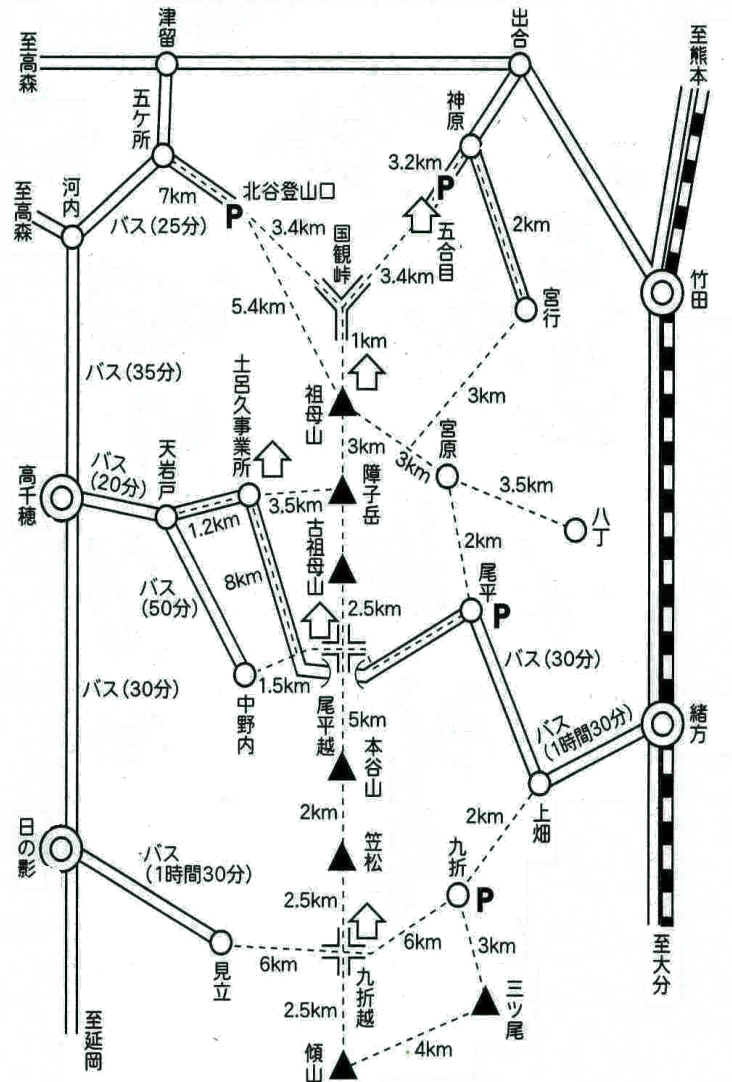 津留
出合
至熊本
至高森
五ケ所
神原
3.2km
P
北谷登山口
7km
P
至高森
河内
バス(25分)
3.4km
国観峠
五合目
2km
3.4km
5.4km
竹田
宮行
1km
バス(35分)
土呂久事業所
祖母山
3km
3km
宮原
3km
障子岳
3.5km
高千穂
バス
(20分)
天岩戸
3.5km
1.2km
八丁
古祖母山
2km
尾平
P
8km
バス
(50分)
2.5km
バス(30分)
バス(30分)
1.5km
中野内
尾平越
5km
本谷山
バス
(1時間30分)
緒方
上畑
2km
2km
日の影
バス
(1時間30分)
笠松
九折
P
2.5km
6km
3km
見立
6km
九折越
至大分
2.5km
三ツ尾
至延岡
傾山
4km